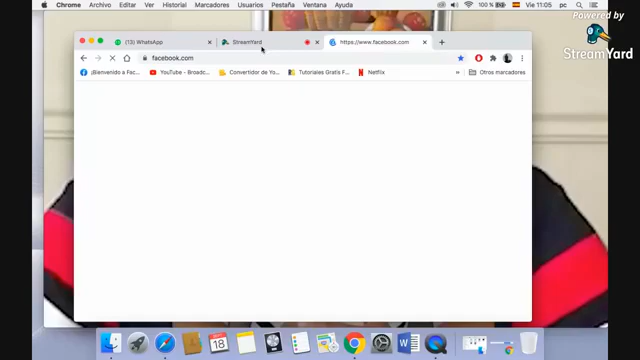 Chrome Archivo Editar Ver Historial Marcadores Usuarios Pestaña Ventana Ayuda 100 % Vie 11:05 pc
Powered by
StreamYard
(13) WhatsApp StreamYard https://www.facebook.com
facebook.com
¡Bienvenido a Fac YouTube - Broadc... Convertidor de Yo Tutoriales Gratis F... Netflix » Otros marcadores
18